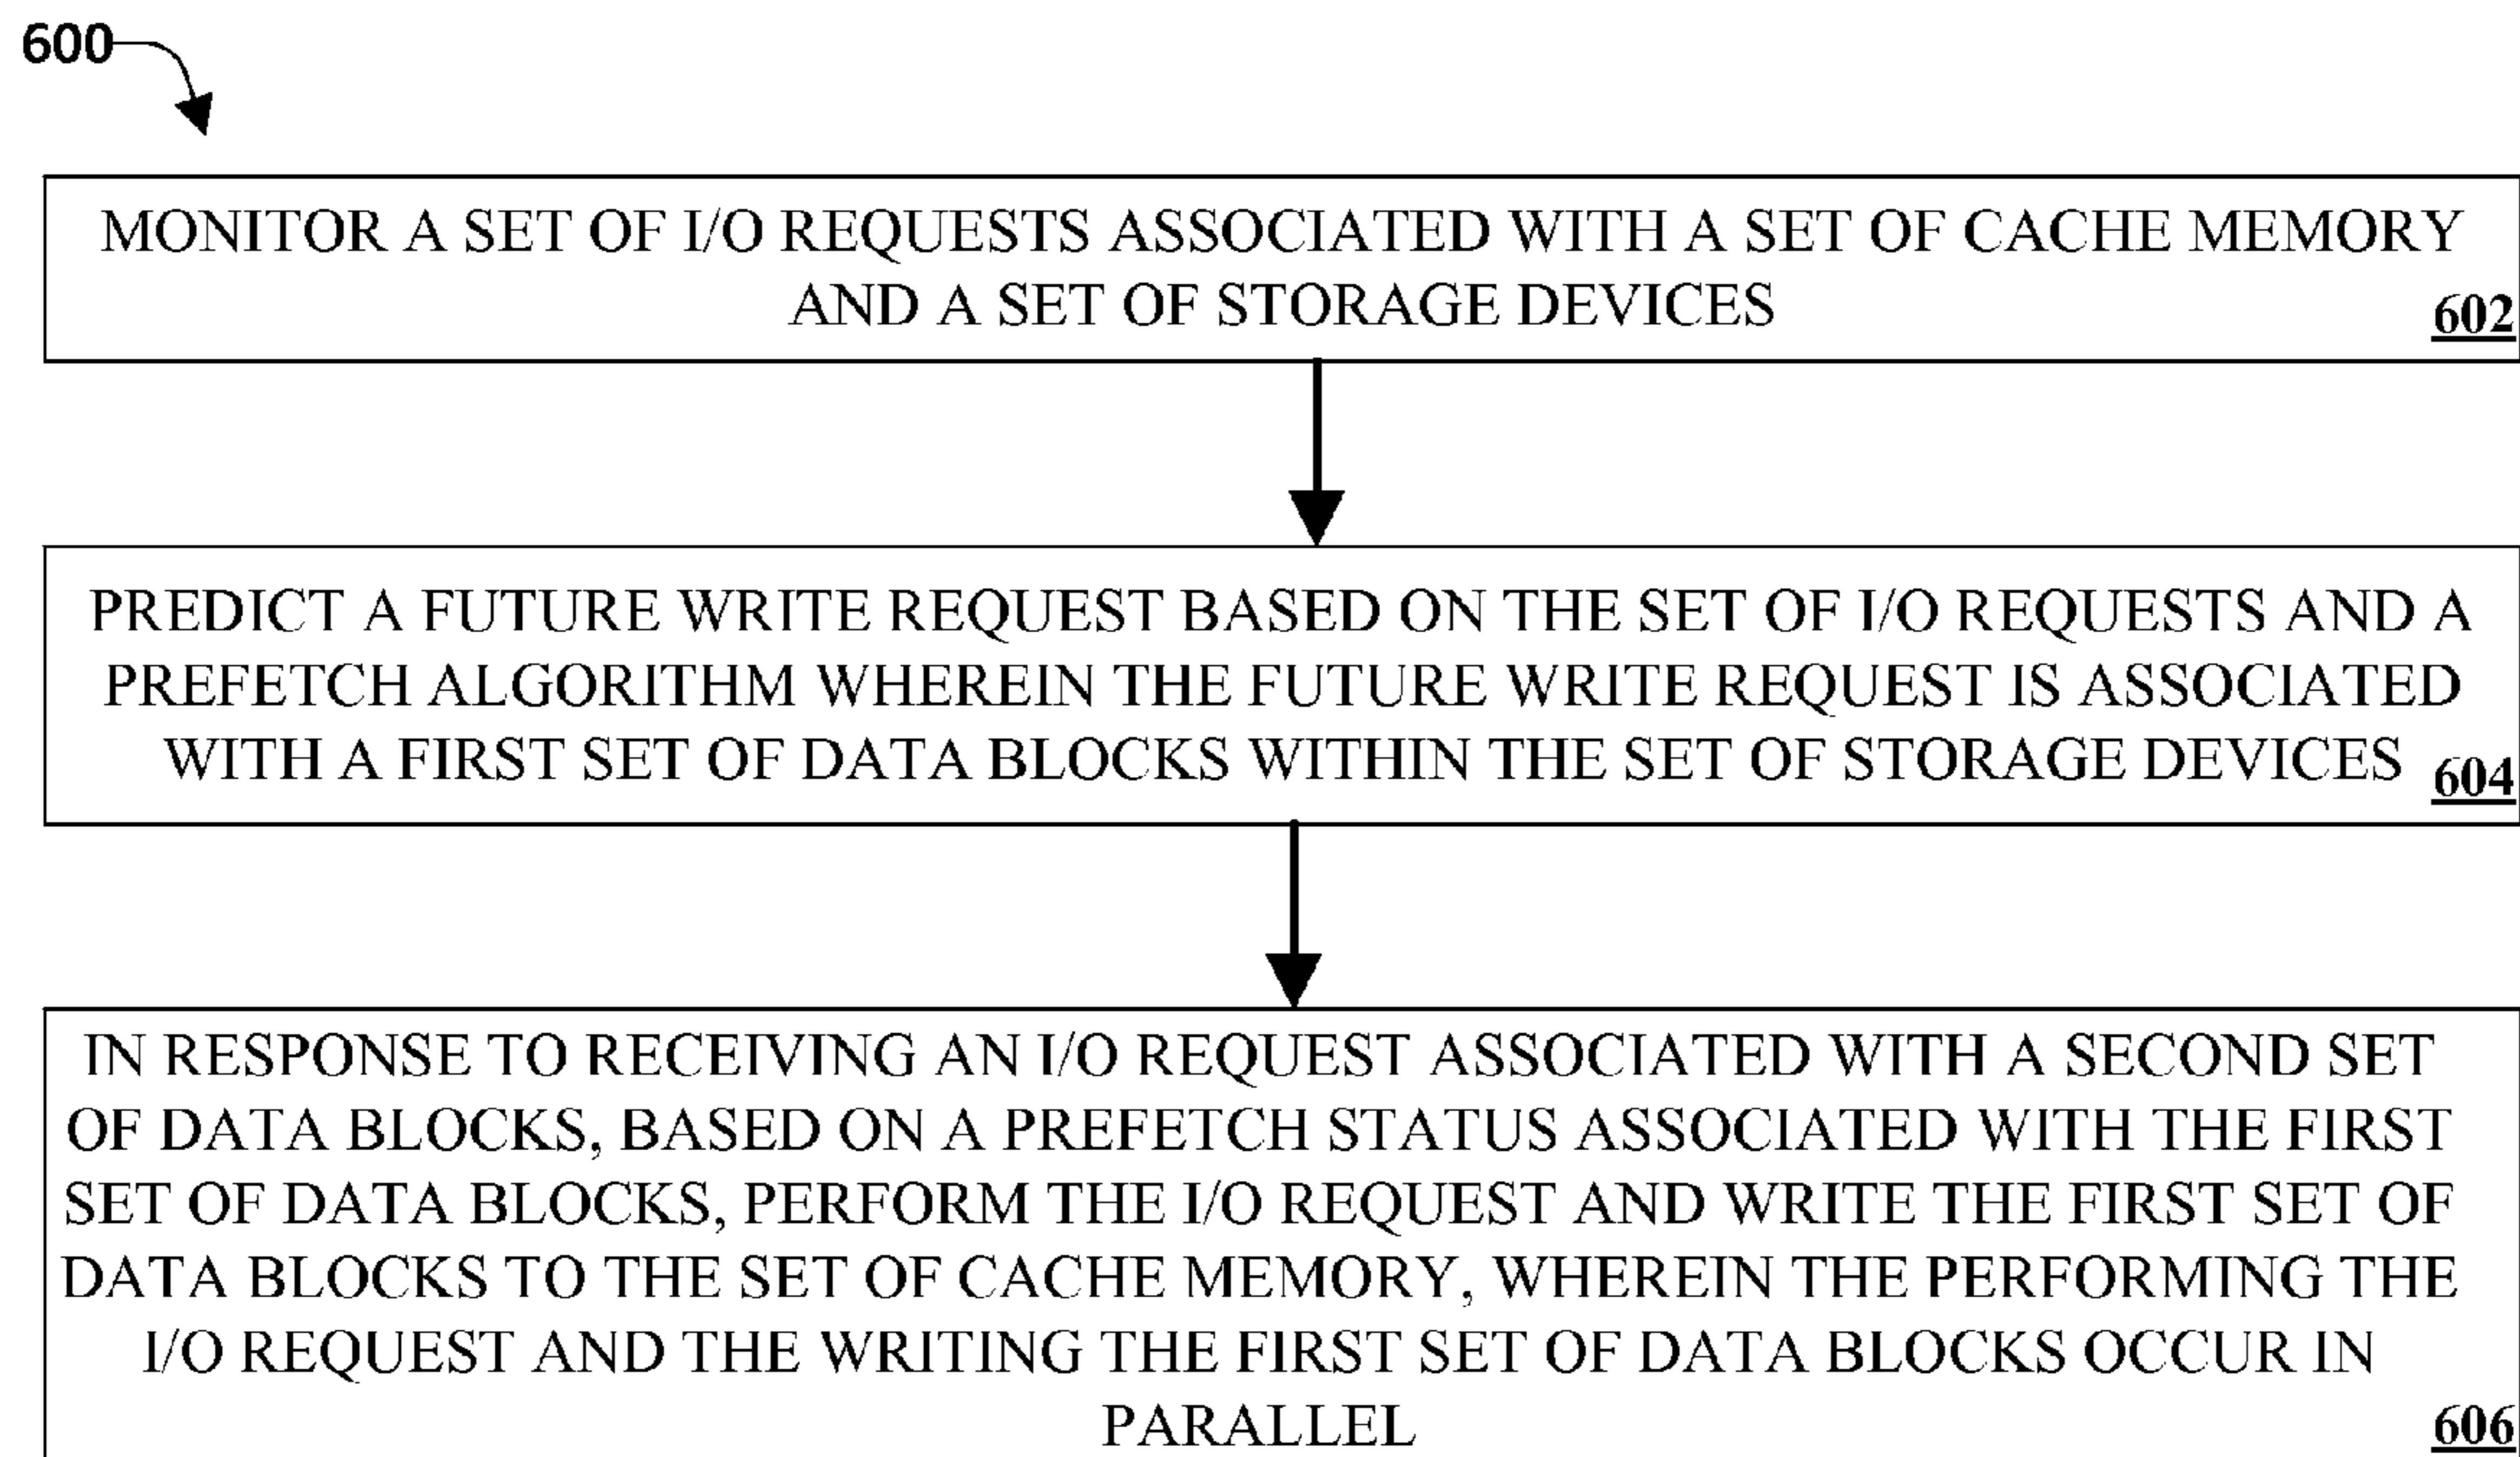 600
MONITOR A SET OF I/O REQUESTS ASSOCIATED WITH A SET OF CACHE MEMORY
AND A SET OF STORAGE DEVICES
602
PREDICT A FUTURE WRITE REQUEST BASED ON THE SET OF I/O REQUESTS AND A
PREFETCH ALGORITHM WHEREIN THE FUTURE WRITE REQUEST IS ASSOCIATED
WITH A FIRST SET OF DATA BLOCKS WITHIN THE SET OF STORAGE DEVICES
604
IN RESPONSE TO RECEIVING AN I/O REQUEST ASSOCIATED WITH A SECOND SET
OF DATA BLOCKS, BASED ON A PREFETCH STATUS ASSOCIATED WITH THE FIRST
SET OF DATA BLOCKS, PERFORM THE I/O REQUEST AND WRITE THE FIRST SET OF
DATA BLOCKS TO THE SET OF CACHE MEMORY, WHEREIN THE PERFORMING THE
I/O REQUEST AND THE WRITING THE FIRST SET OF DATA BLOCKS OCCUR IN
PARALLEL
606